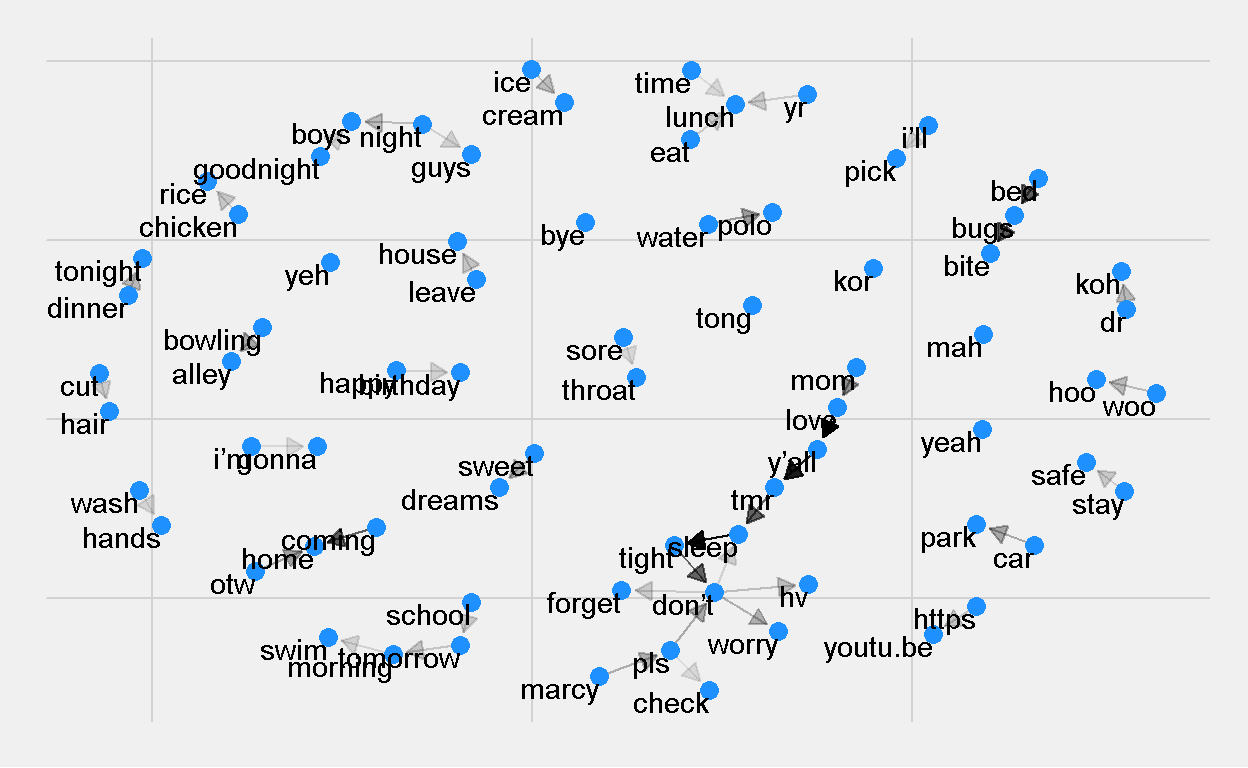 ice
time
cream
lunch
yr
boys
night
i'll
eat
goodnight
guys
pick
rice
bed
chicken
bye
water
polo
bugs
house
bite
tonight
yeh
kor
koh
leave
dinner
tong
dr
bowling
sore
mah
alley
cut
happy
birthday
throat
mom
hoo
woo
hair
love
yeah
i'm
gonna
sweet
y'all
safe
wash
dreams
tmr
stay
hands
coming
home
tight
sleep
park
car
otw
forget
don't
hv
school
https
swim
morning
tomorrow
worry
youtu.be
pls
marcy
check